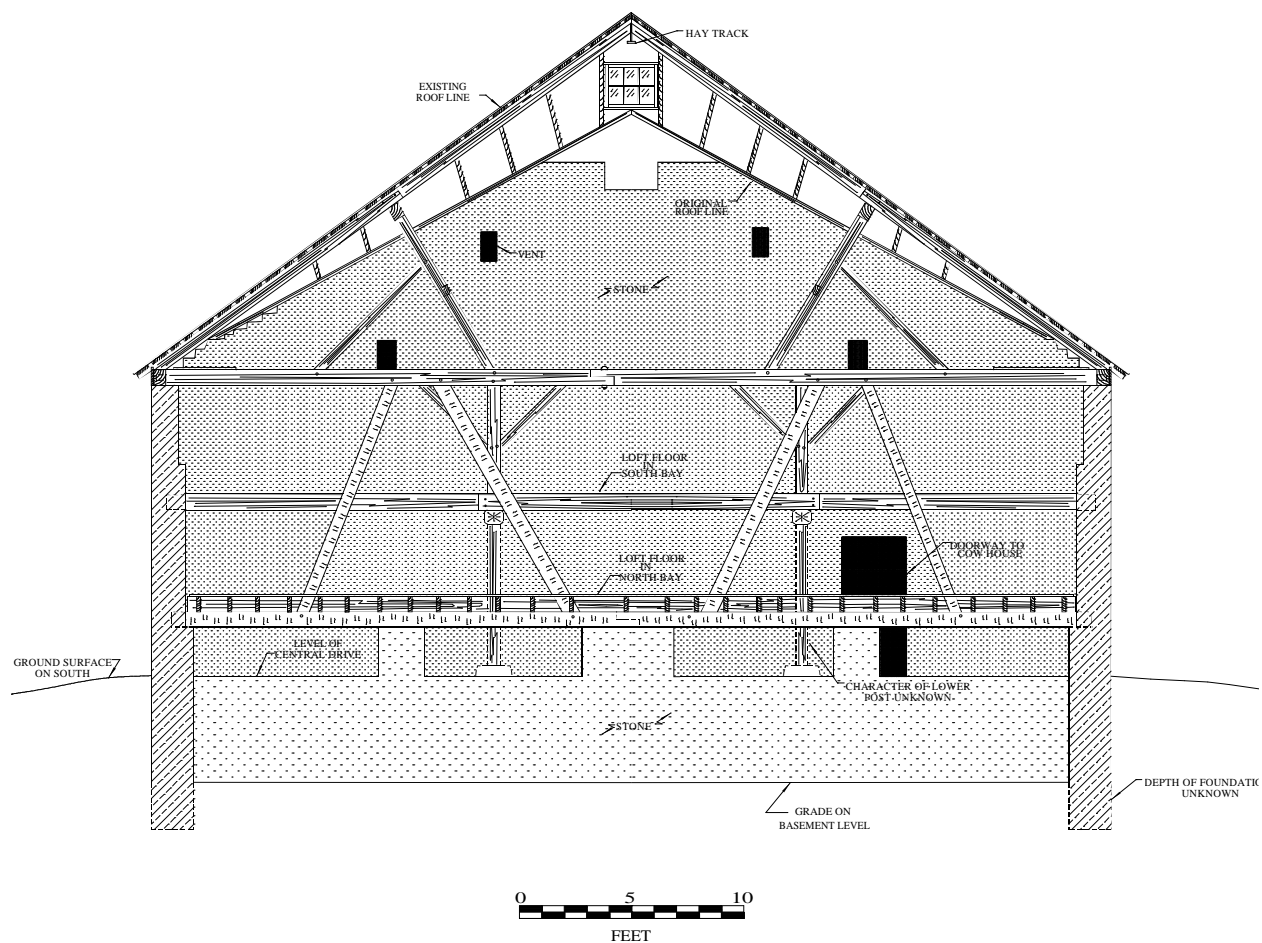 HAY TRACK
EXISTING
ROOF LINE
ORIGINAL
ROOF LINE
VENT
STONE
LOFT FLOOR
IN
SOUTH BAY
DOORWAY TO
COW HOUSE
LOFT FLOOR
IN
NORTH BAY
LEVEL OF
CENTRAL DRIVE
GROUND SURFACE
ON SOUTH
CHARACTER OF LOWER
POST UNKNOWN
STONE
DEPTH OF FOUNDATIO
UNKNOWN
GRADE ON
BASEMENT LEVEL
0 5 10
FEET